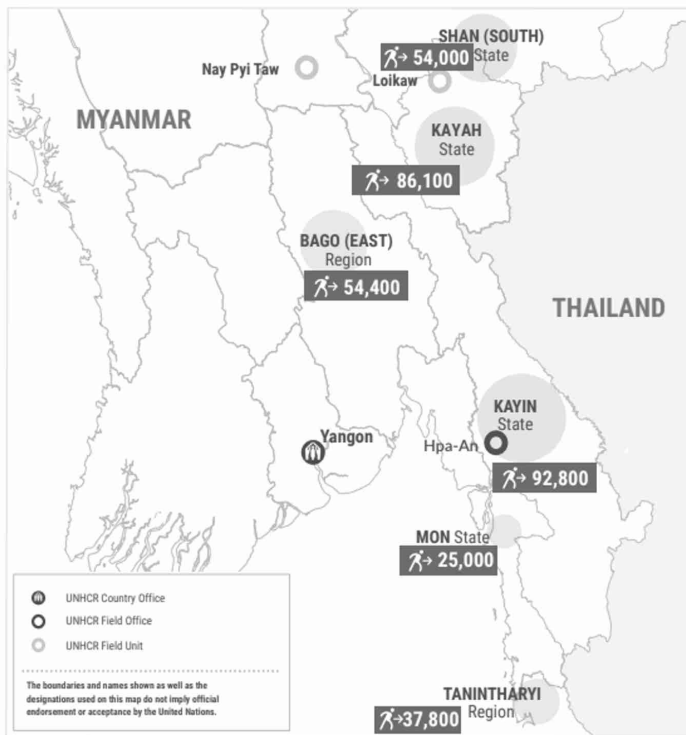 SHAN (SOUTH)
54,000 State
Nay Pyi Taw
Loikaw
MYANMAR
KAYAH
State
86,100
BAGO (EAST)
Region
54,400
THAILAND
KAYIN
State
Yangon
Hpa-An
92,800
MON State
25,000
UNHCR Country Office
UNHCR Field Office
UNHCR Field Unit
The boundaries and names shown as well as the
designations used on this map do not imply official
endorsement or acceptance by the United Nations.
TANINTHARYI
Region
37,800